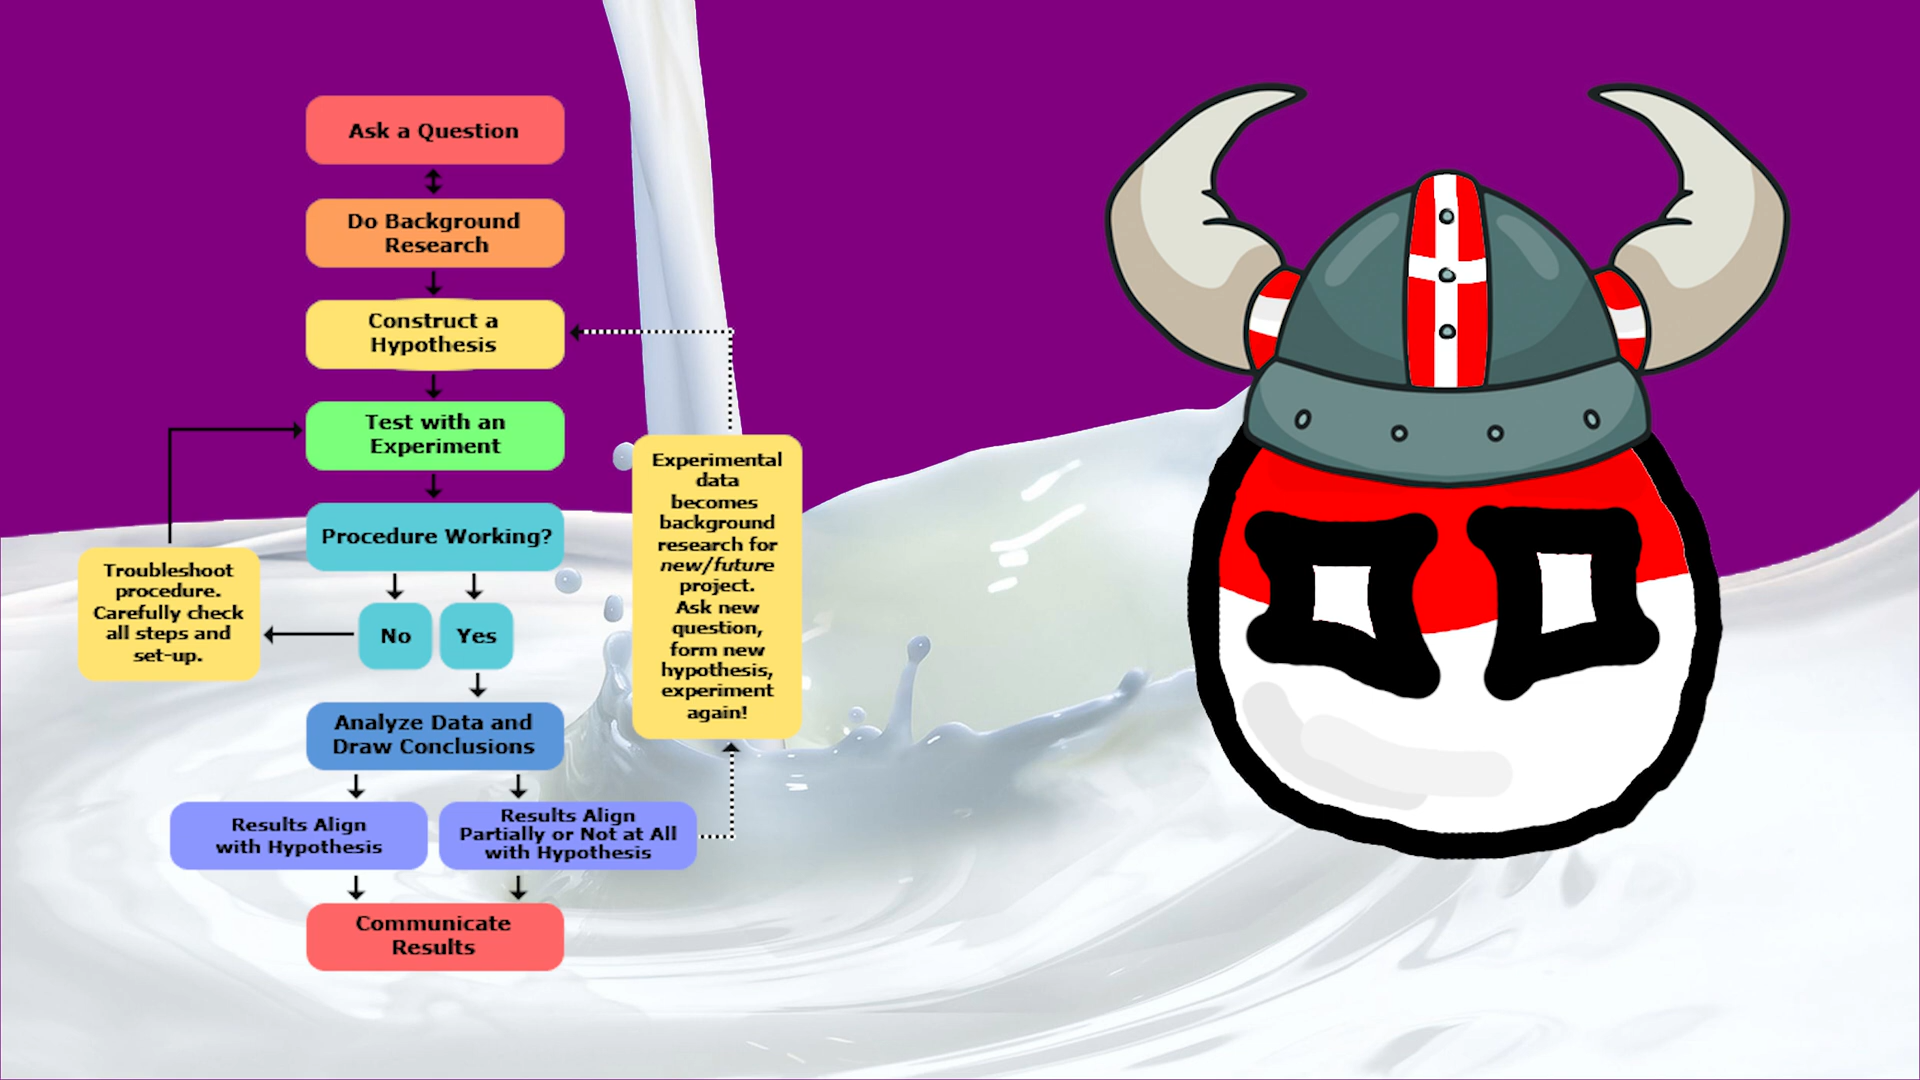 Ask a Question
Do Background
Research
Construct a
Hypothesis
Test with an
Experiment
Procedure Working?
Troubleshoot
procedure.
Carefully check
all steps and
set-up.
No
Yes
Experimental
data
becomes
background
research for
new/future
project.
Ask new
question,
form new
hypothesis,
experiment
again!
Analyze Data and
Draw Conclusions
Results Align
with Hypothesis
Results Align
Partially or Not at All
with Hypothesis
Communicate
Results